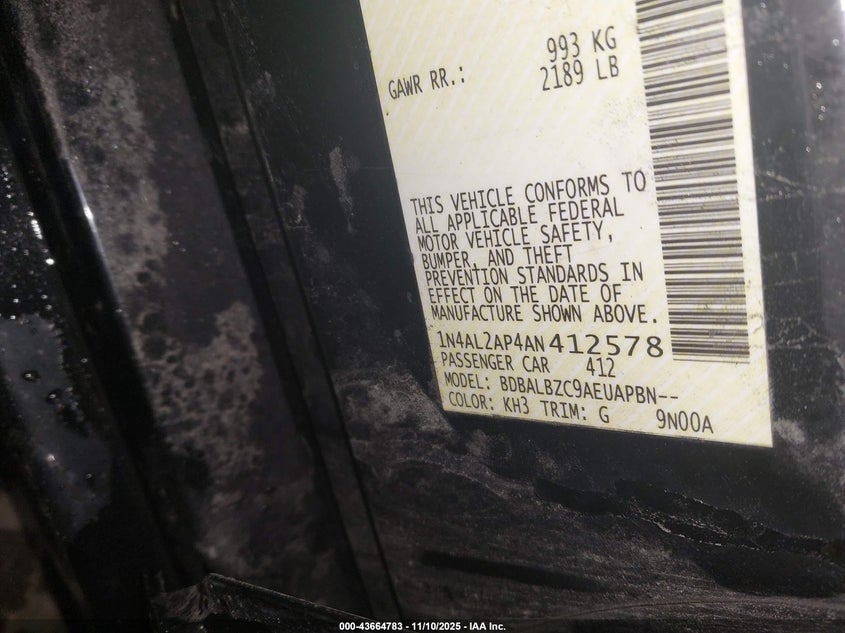 993 KG
GAWR RR.: 2189 LB
THIS VEHICLE CONFORMS TO
ALL APPLICABLE FEDERAL
MOTOR VEHICLE SAFETY,
BUMPER, AND THEFT
PREVENTION STANDARDS IN
EFFECT ON THE DATE OF
MANUFACTURE SHOWN ABOVE.
1N4AL2AP4AN412578
PASSENGER CAR 412
MODEL: BDBALBZC9AEUAPBN--
COLOR: KH3 TRIM: G 9N00A
000-43664783 - 11/10/2025 - IAA Inc.